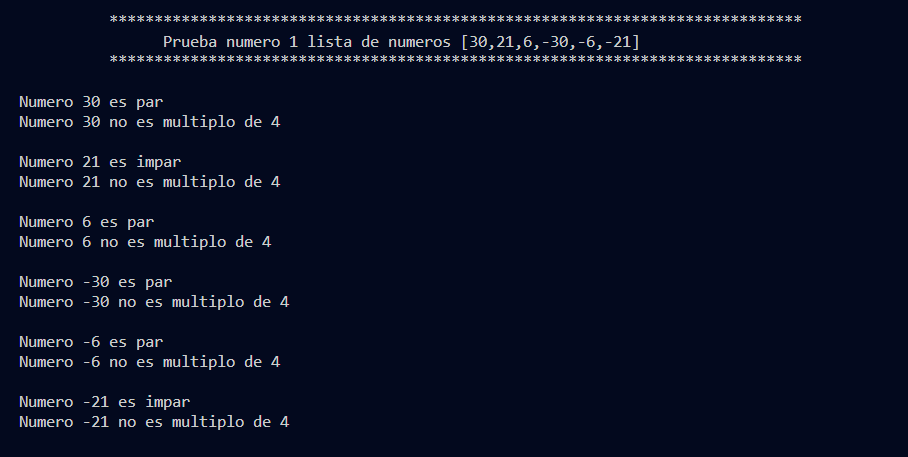 *****************************************************************************
Prueba numero 1 lista de numeros [30,21,6,-30,-6,-21]
*****************************************************************************
Numero 30 es par
Numero 30 no es multiplo de 4
Numero 21 es impar
Numero 21 no es multiplo de 4
Numero 6 es par
Numero 6 no es multiplo de 4
Numero -30 es par
Numero -30 no es multiplo de 4
Numero -6 es par
Numero -6 no es multiplo de 4
Numero -21 es impar
Numero -21 no es multiplo de 4